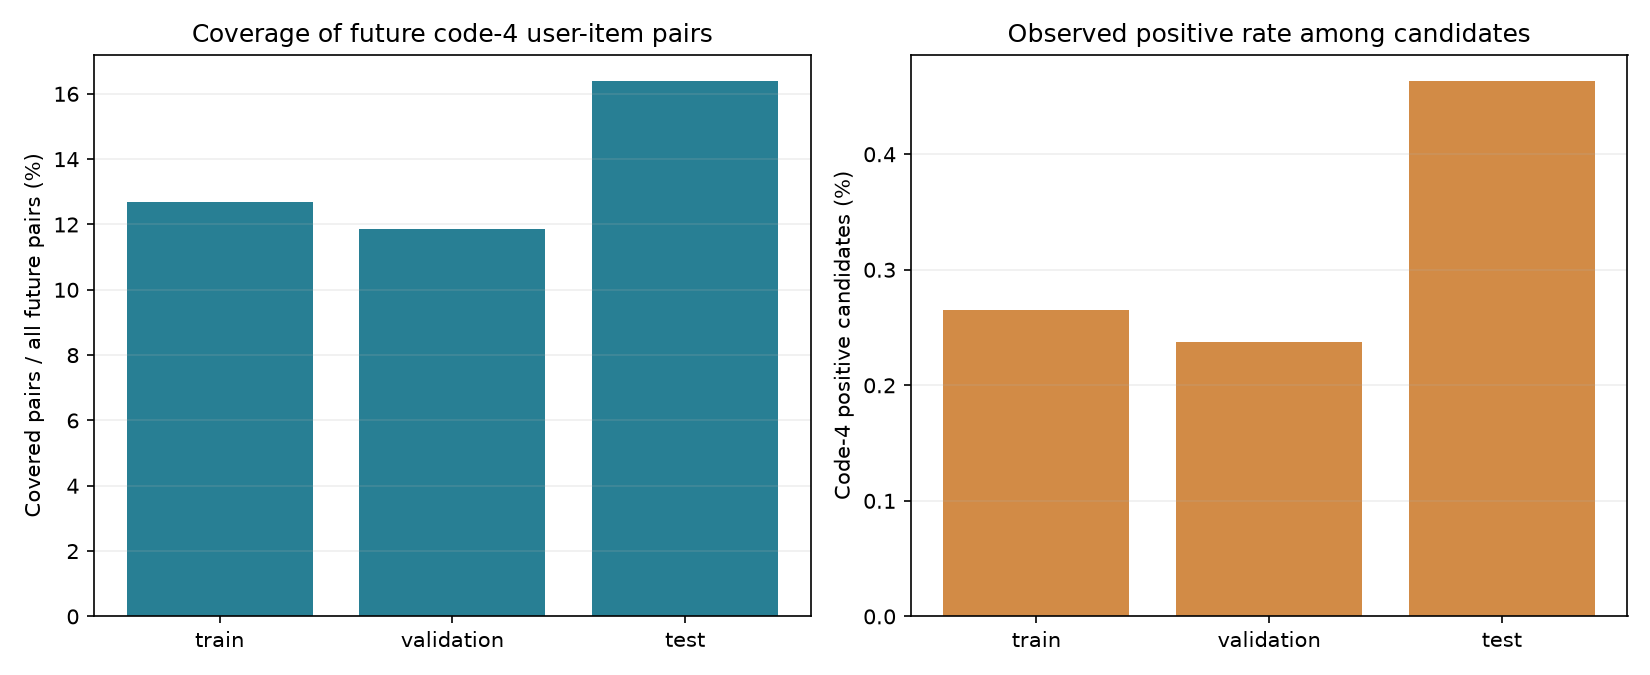 Coverage of future code-4 user-item pairs
Covered pairs / all future pairs (%)
16
14
12
10
8
6
4
2
0
train
validation
test
Observed positive rate among candidates
Code-4 positive candidates (%)
0.4
0.3
0.2
0.1
0.0
train
validation
test